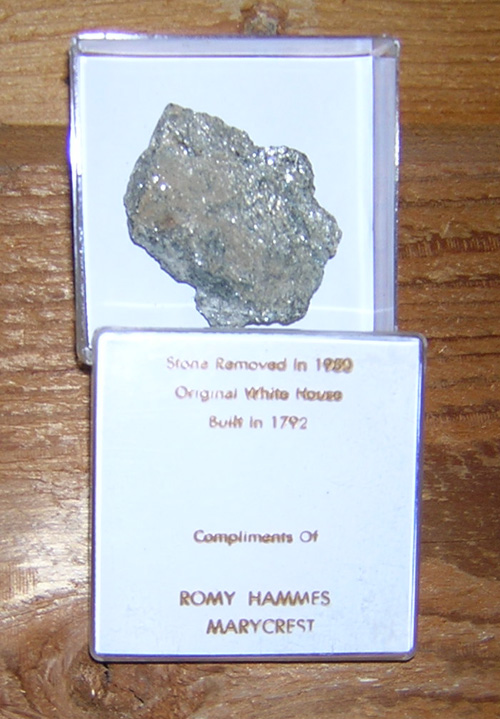 Stone Removed In 1950
Original White House
Built In 1792
Compliments Of
ROMY HAMMES
MARYCREST